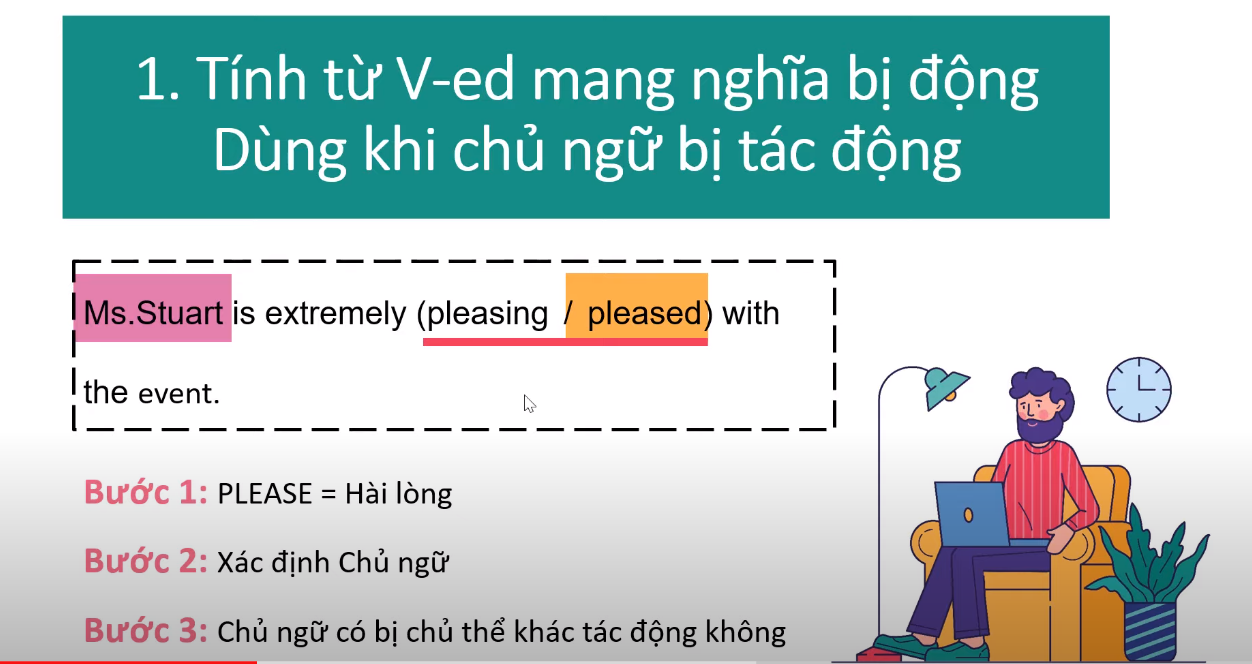 1. Tính từ V-ed mang nghĩa bị động
Dùng khi chủ ngữ bị tác động
Ms.Stuart is extremely (pleasing / pleased) with
the event.
Bước 1: PLEASE = Hài lòng
Bước 2: Xác định Chủ ngữ
Bước 3: Chủ ngữ có bị chủ thể khác tác động không